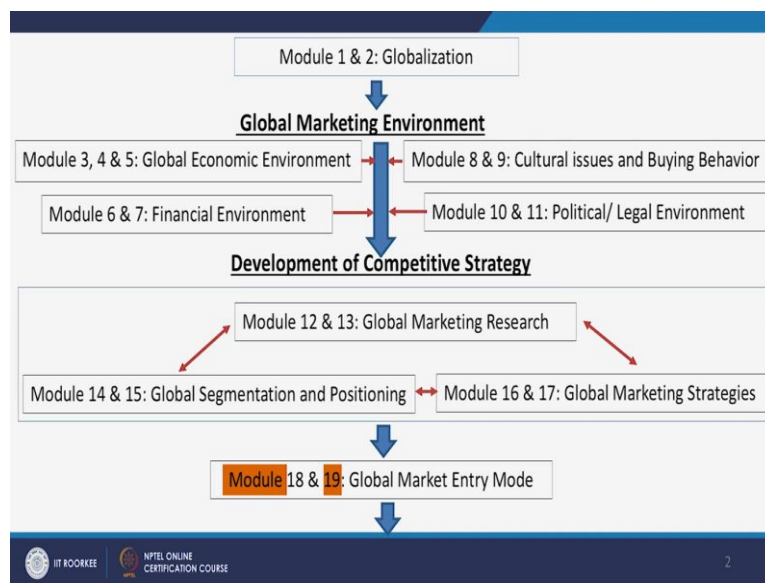 Module 1 & 2: Globalization
Global Marketing Environment
Module 3, 4 & 5: Global Economic Environment
Module 8 & 9: Cultural issues and Buying Behavior
Module 6 & 7: Financial Environment
Module 10 & 11: Political/ Legal Environment
Development of Competitive Strategy
Module 12 & 13: Global Marketing Research
Module 14 & 15: Global Segmentation and Positioning
Module 16 & 17: Global Marketing Strategies
Module 18 & 19: Global Market Entry Mode
IIT ROORKEE
NPTEL ONLINE
CERTIFICATION COURSE
2